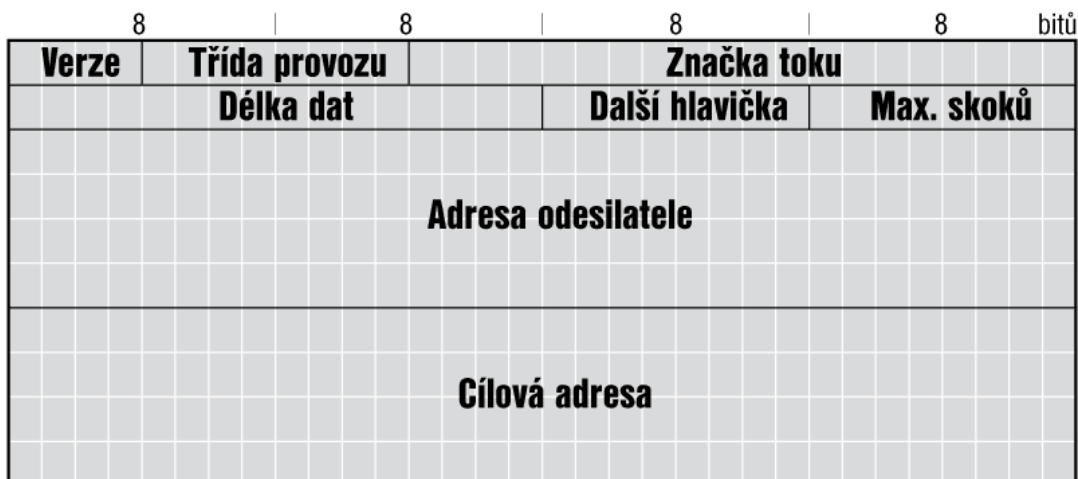 8 8 8 8 bitů
Verze Třída provozu Značka toku
Délka dat Další hlavička Max. skoků
Adresa odesilatele
Cílová adresa